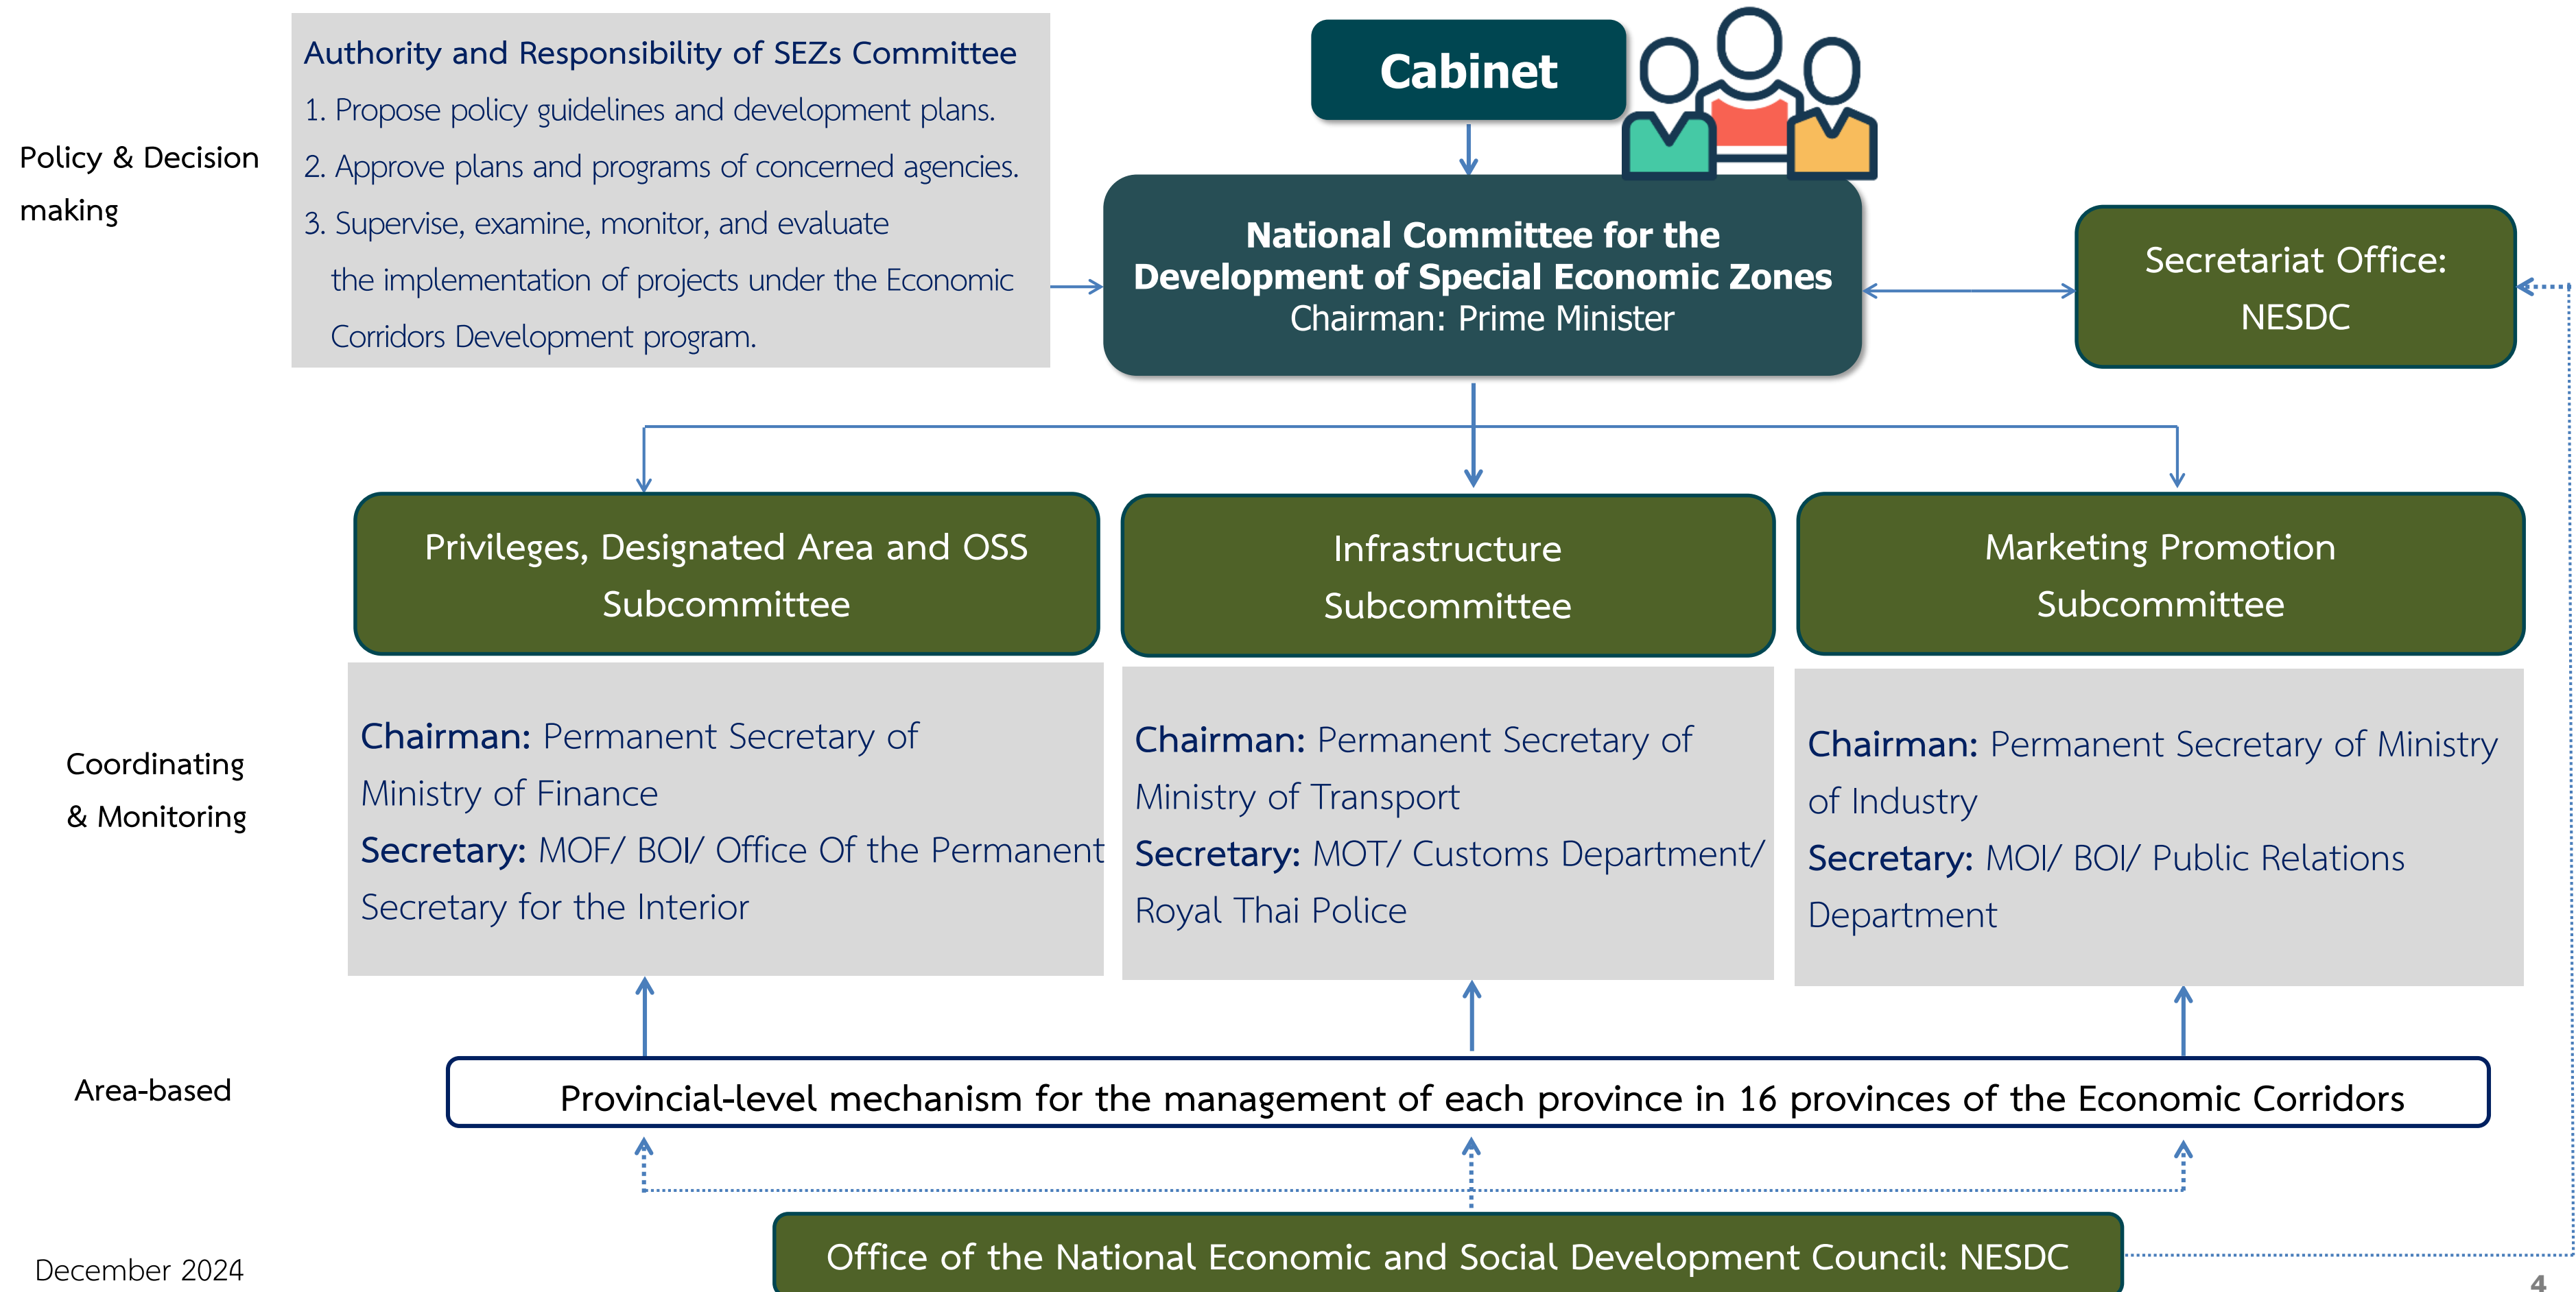 Authority and Responsibility of SEZs Committee
1. Propose policy guidelines and development plans.
2. Approve plans and programs of concerned agencies.
3. Supervise, examine, monitor, and evaluate
the implementation of projects under the Economic
Corridors Development program.
Policy & Decision
making
Cabinet
National Committee for the
Development of Special Economic Zones
Chairman: Prime Minister
Secretariat Office:
NESDC
Privileges, Designated Area and OSS
Subcommittee
Infrastructure
Subcommittee
Marketing Promotion
Subcommittee
Coordinating
& Monitoring
Chairman: Permanent Secretary of
Ministry of Finance
Secretary: MOF/ BOI/ Office Of the Permanent
Secretary for the Interior
Chairman: Permanent Secretary of
Ministry of Transport
Secretary: MOT/ Customs Department/
Royal Thai Police
Chairman: Permanent Secretary of Ministry
of Industry
Secretary: MOI/ BOI/ Public Relations
Department
Area-based
Provincial-level mechanism for the management of each province in 16 provinces of the Economic Corridors
Office of the National Economic and Social Development Council: NESDC
December 2024
4